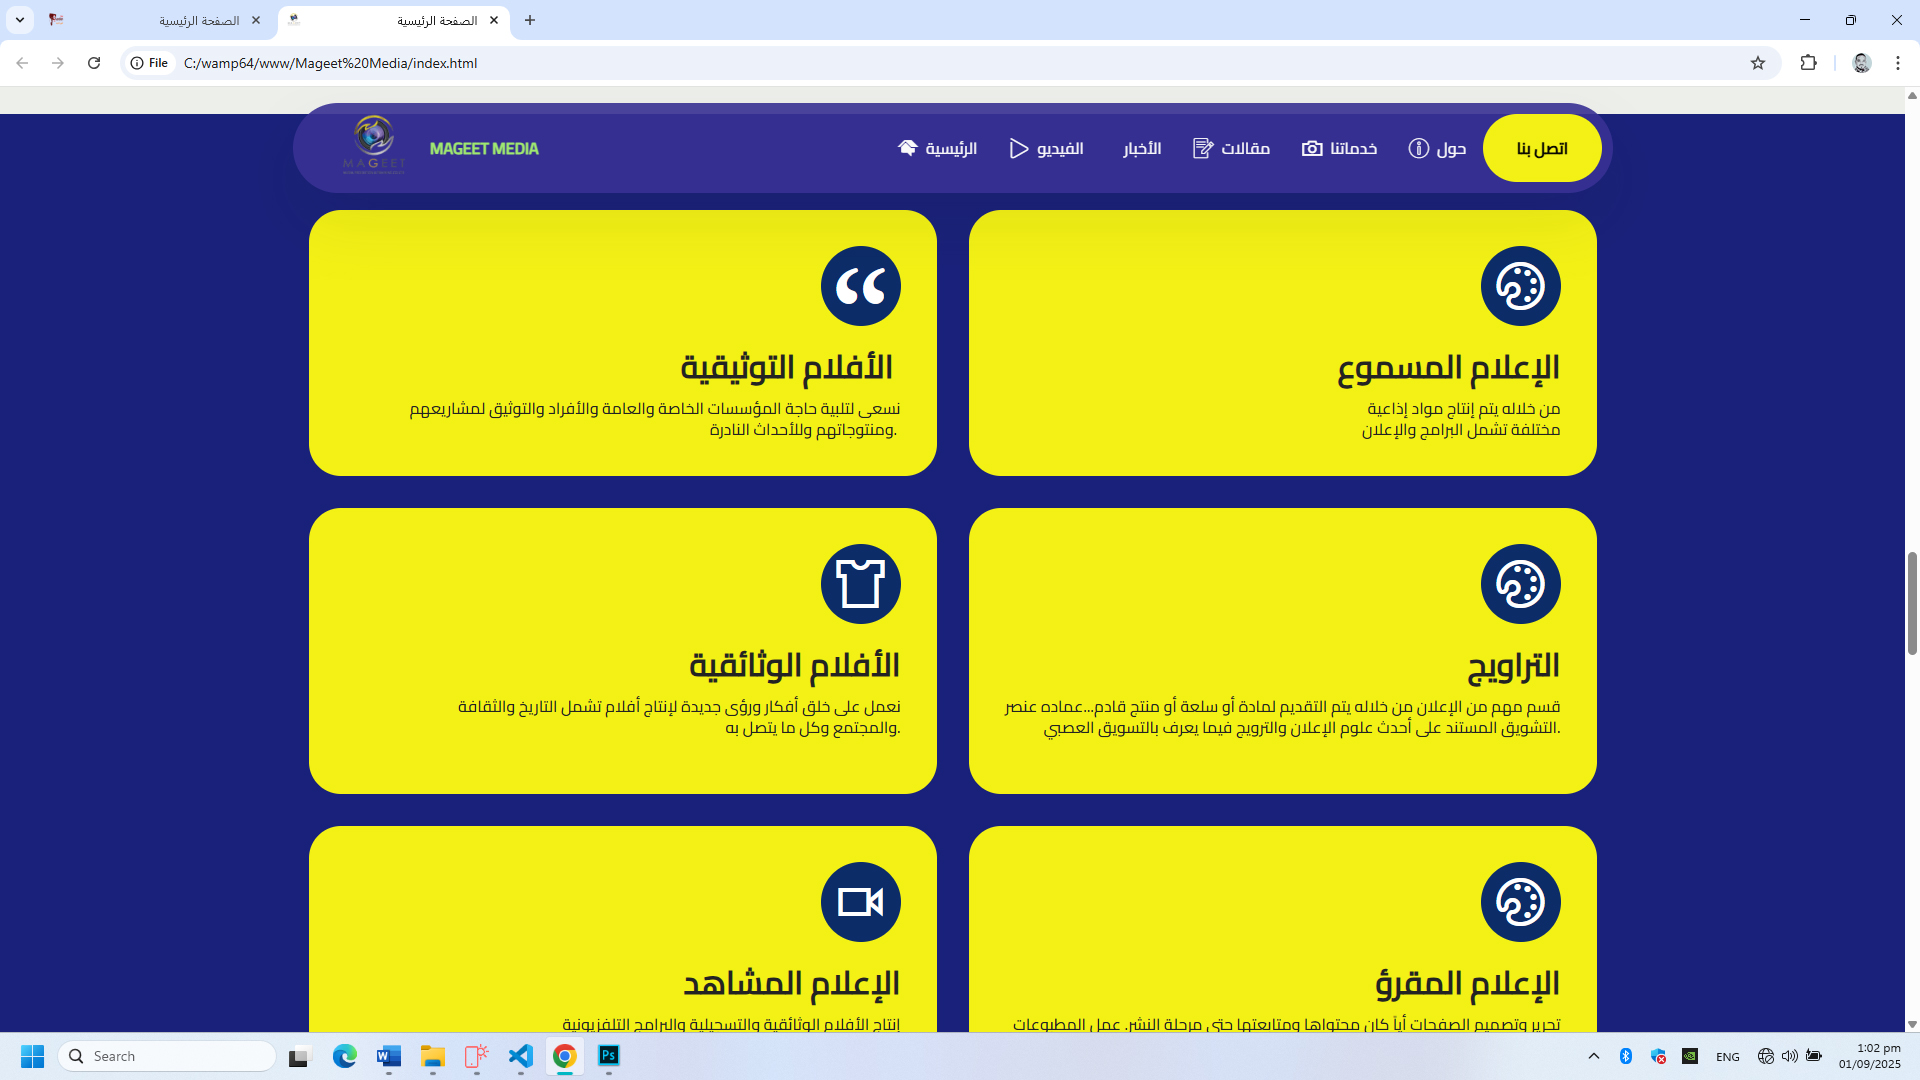 الصفحة الرئيسية
الصفحة الرئيسية
File
C:/wamp64/www/Mageet%20Media/index.html
MAGEET
MAGEET MEDIA
الرئيسية
الفيديو
الأخبار
مقالات
خدماتنا
حول
اتصل بنا
الإعلام المسموع
من خلاله يتم إنتاج مواد إذاعية
مختلفة تشمل البرامج والإعلان
الأفلام التوثيقية
نسعى لتلبية حاجة المؤسسات الخاصة والعامة والأفراد والتوثيق لمشاريعهم
.ومنتوجاتهم وللأحداث النادرة
التراويج
قسم مهم من الإعلان من خلاله يتم التقديم لمادة أو سلعة أو منتج قادم...عماده عنصر
.التشويق المستند على أحدث علوم الإعلان والترويج فيما يعرف بالتسويق العصبي
الأفلام الوثائقية
نعمل على خلق أفكار ورؤى جديدة لإنتاج أفلام تشمل التاريخ والثقافة
.والمجتمع وكل ما يتصل به
الإعلام المقرؤ
تحرير وتصميم الصفحات أياً كان محتواها ومتابعتها حتى مرحلة النشر. عمل المطبوعات
الإعلام المشاهد
إنتاج الأفلام الوثائقية والتسجيلية والبرامج التلفزيونية
Search
W
Ps
ENG
1:02 pm
01/09/2025